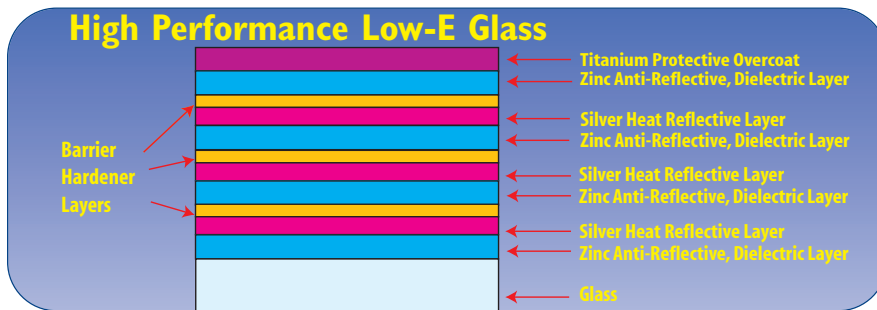 High Performance Low-E Glass
Titanium Protective Overcoat
Zinc Anti-Reflective, Dielectric Layer
Silver Heat Reflective Layer
Zinc Anti-Reflective, Dielectric Layer
Barrier
Hardener
Layers
Silver Heat Reflective Layer
Zinc Anti-Reflective, Dielectric Layer
Silver Heat Reflective Layer
Zinc Anti-Reflective, Dielectric Layer
Glass